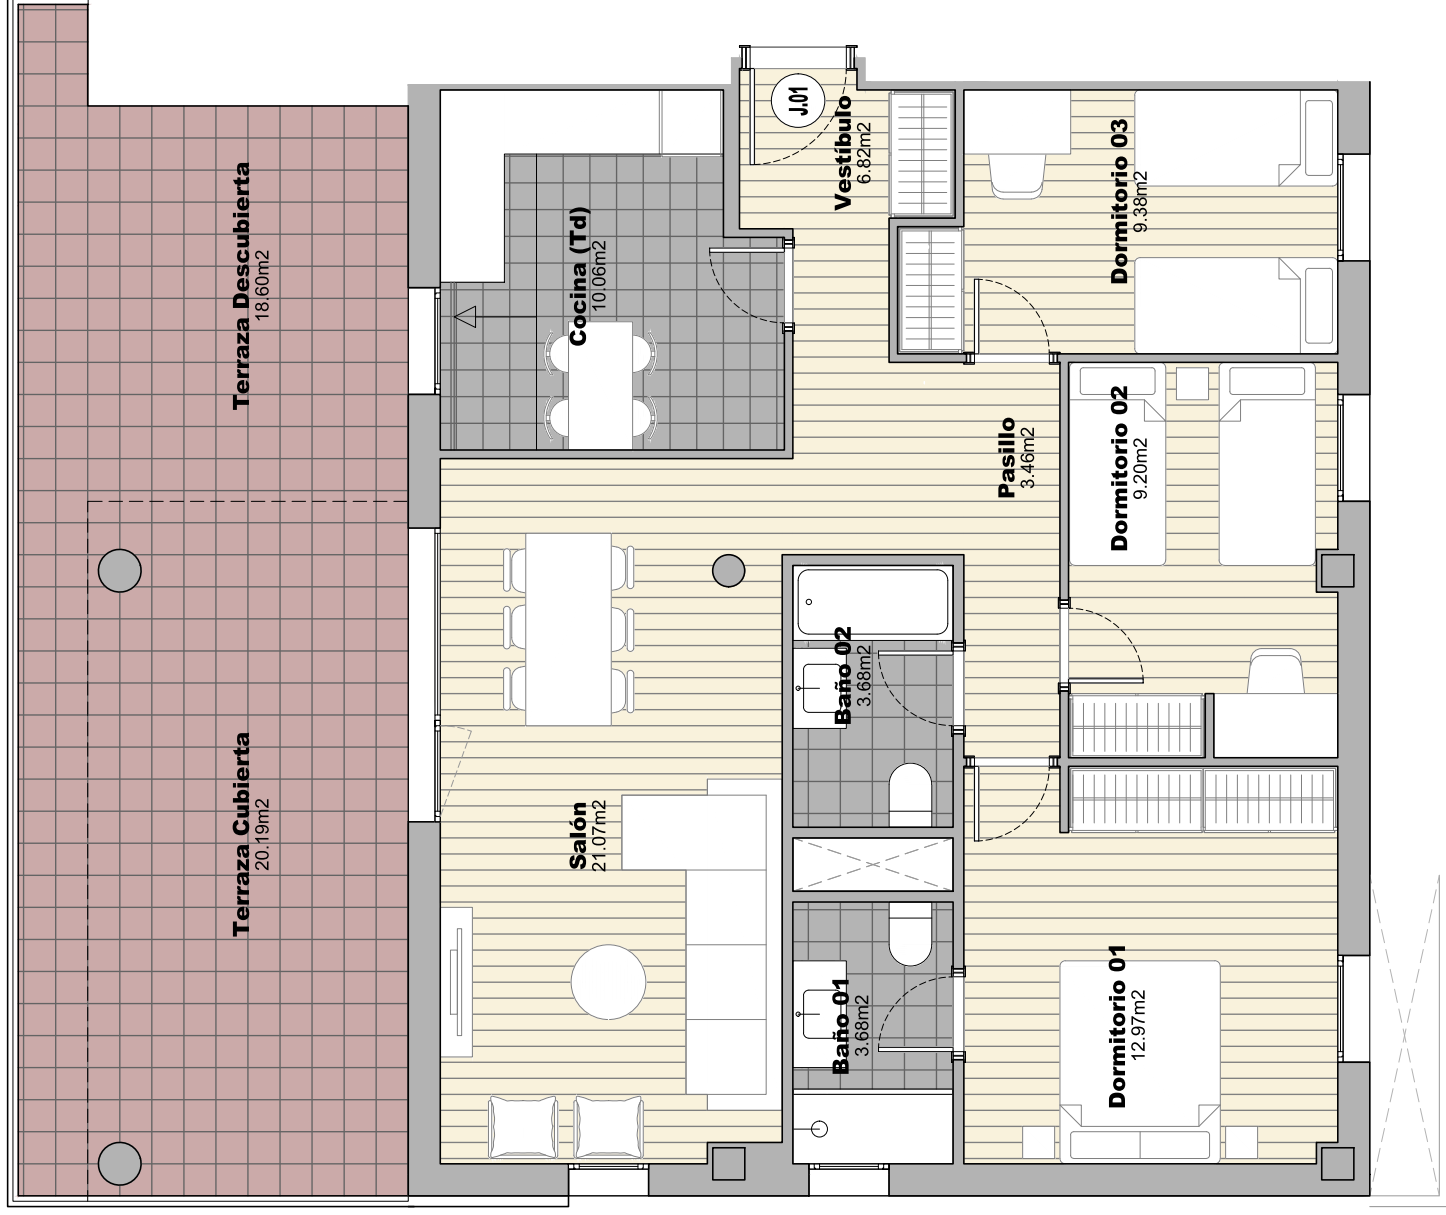 Terraza Descubierta
18.60m2
Terraza Cubierta
20.19m2
Cocina (Td)
10.06m2
J.01
Vestíbulo
6.82m2
Dormitorio 03
9.38m2
Dormitorio 02
9.20m2
Pasillo
3.46m2
Salón
21.07m2
Baño 02
3.68m2
Baño 01
3.68m2
Dormitorio 01
12.97m2